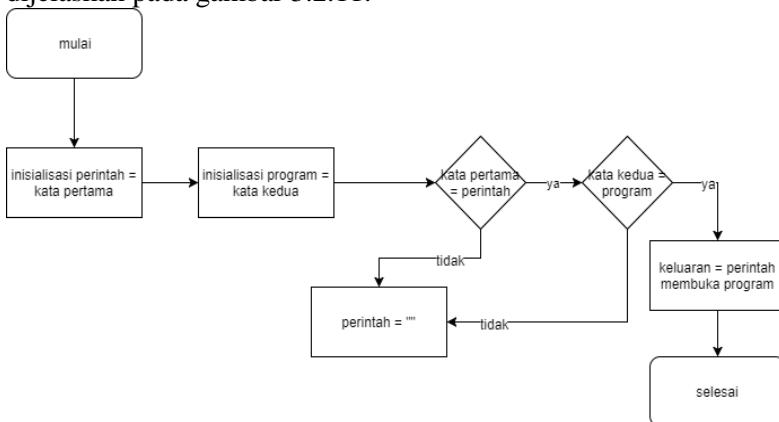 dijelaskan pada gambar 3.2.11.
mulai
inisialisasi perintah =
kata pertama
inisialisasi program =
kata kedua
kata pertama
= perintah
ya
kata kedua =
program
ya
tidak
keluaran = perintah
membuka program
perintah = ""
tidak
selesai